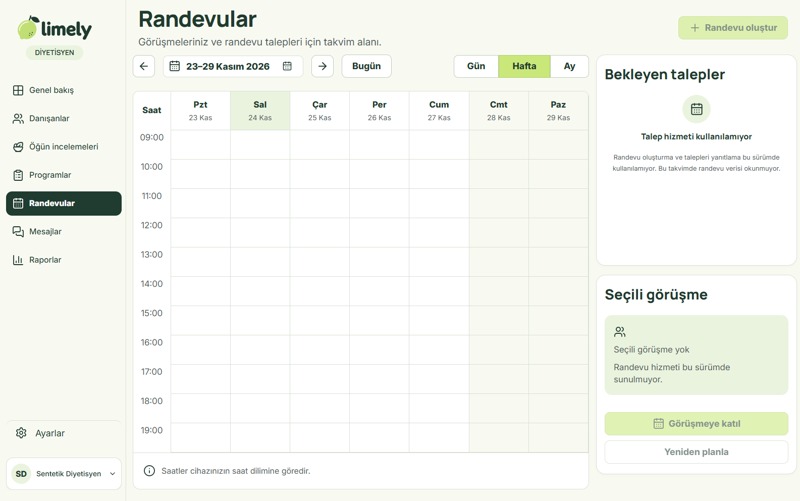 limely
DİYETİSYEN
Genel bakış
Danışanlar
Öğün incelemeleri
Programlar
Randevular
Mesajlar
Raporlar
Ayarlar
SD Sentetik Diyetisyen
Randevular
Görüşmeleriniz ve randevu talepleri için takvim alanı.
Randevu oluştur
23–29 Kasım 2026
Bugün
Gün Hafta Ay
Saat Pzt Sal Çar Per Cum Cmt Paz
23 Kas 24 Kas 25 Kas 26 Kas 27 Kas 28 Kas 29 Kas
09:00
10:00
11:00
12:00
13:00
14:00
15:00
16:00
17:00
18:00
19:00
Saatler cihazınızın saat dilimine göredir.
Bekleyen talepler
Talep hizmeti kullanılamıyor
Randevu oluşturma ve talepleri yanıtlama bu sürümde
kullanılamıyor. Bu takvimde randevu verisi okunmuyor.
Seçili görüşme
Seçili görüşme yok
Randevu hizmeti bu sürümde
sunulmuyor.
Görüşmeye katıl
Yeniden planla